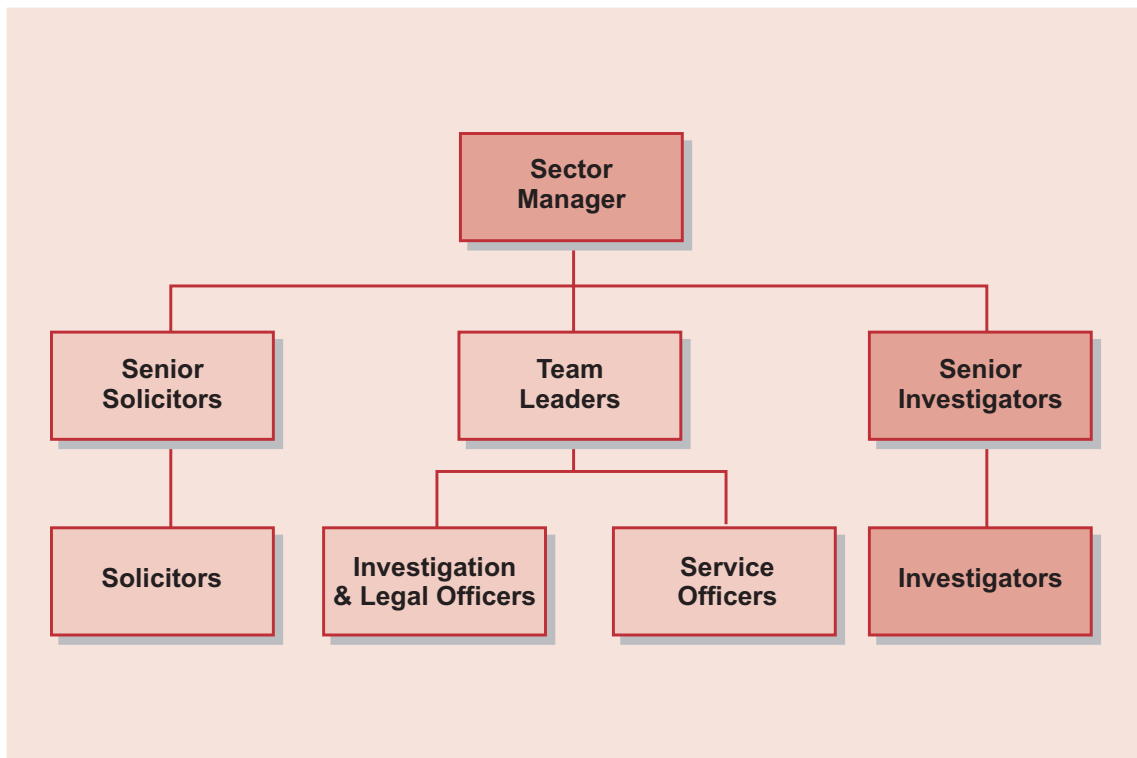 Sector
Manager
Senior
Solicitors
Team
Leaders
Senior
Investigators
Solicitors
Investigation
& Legal Officers
Service
Officers
Investigators